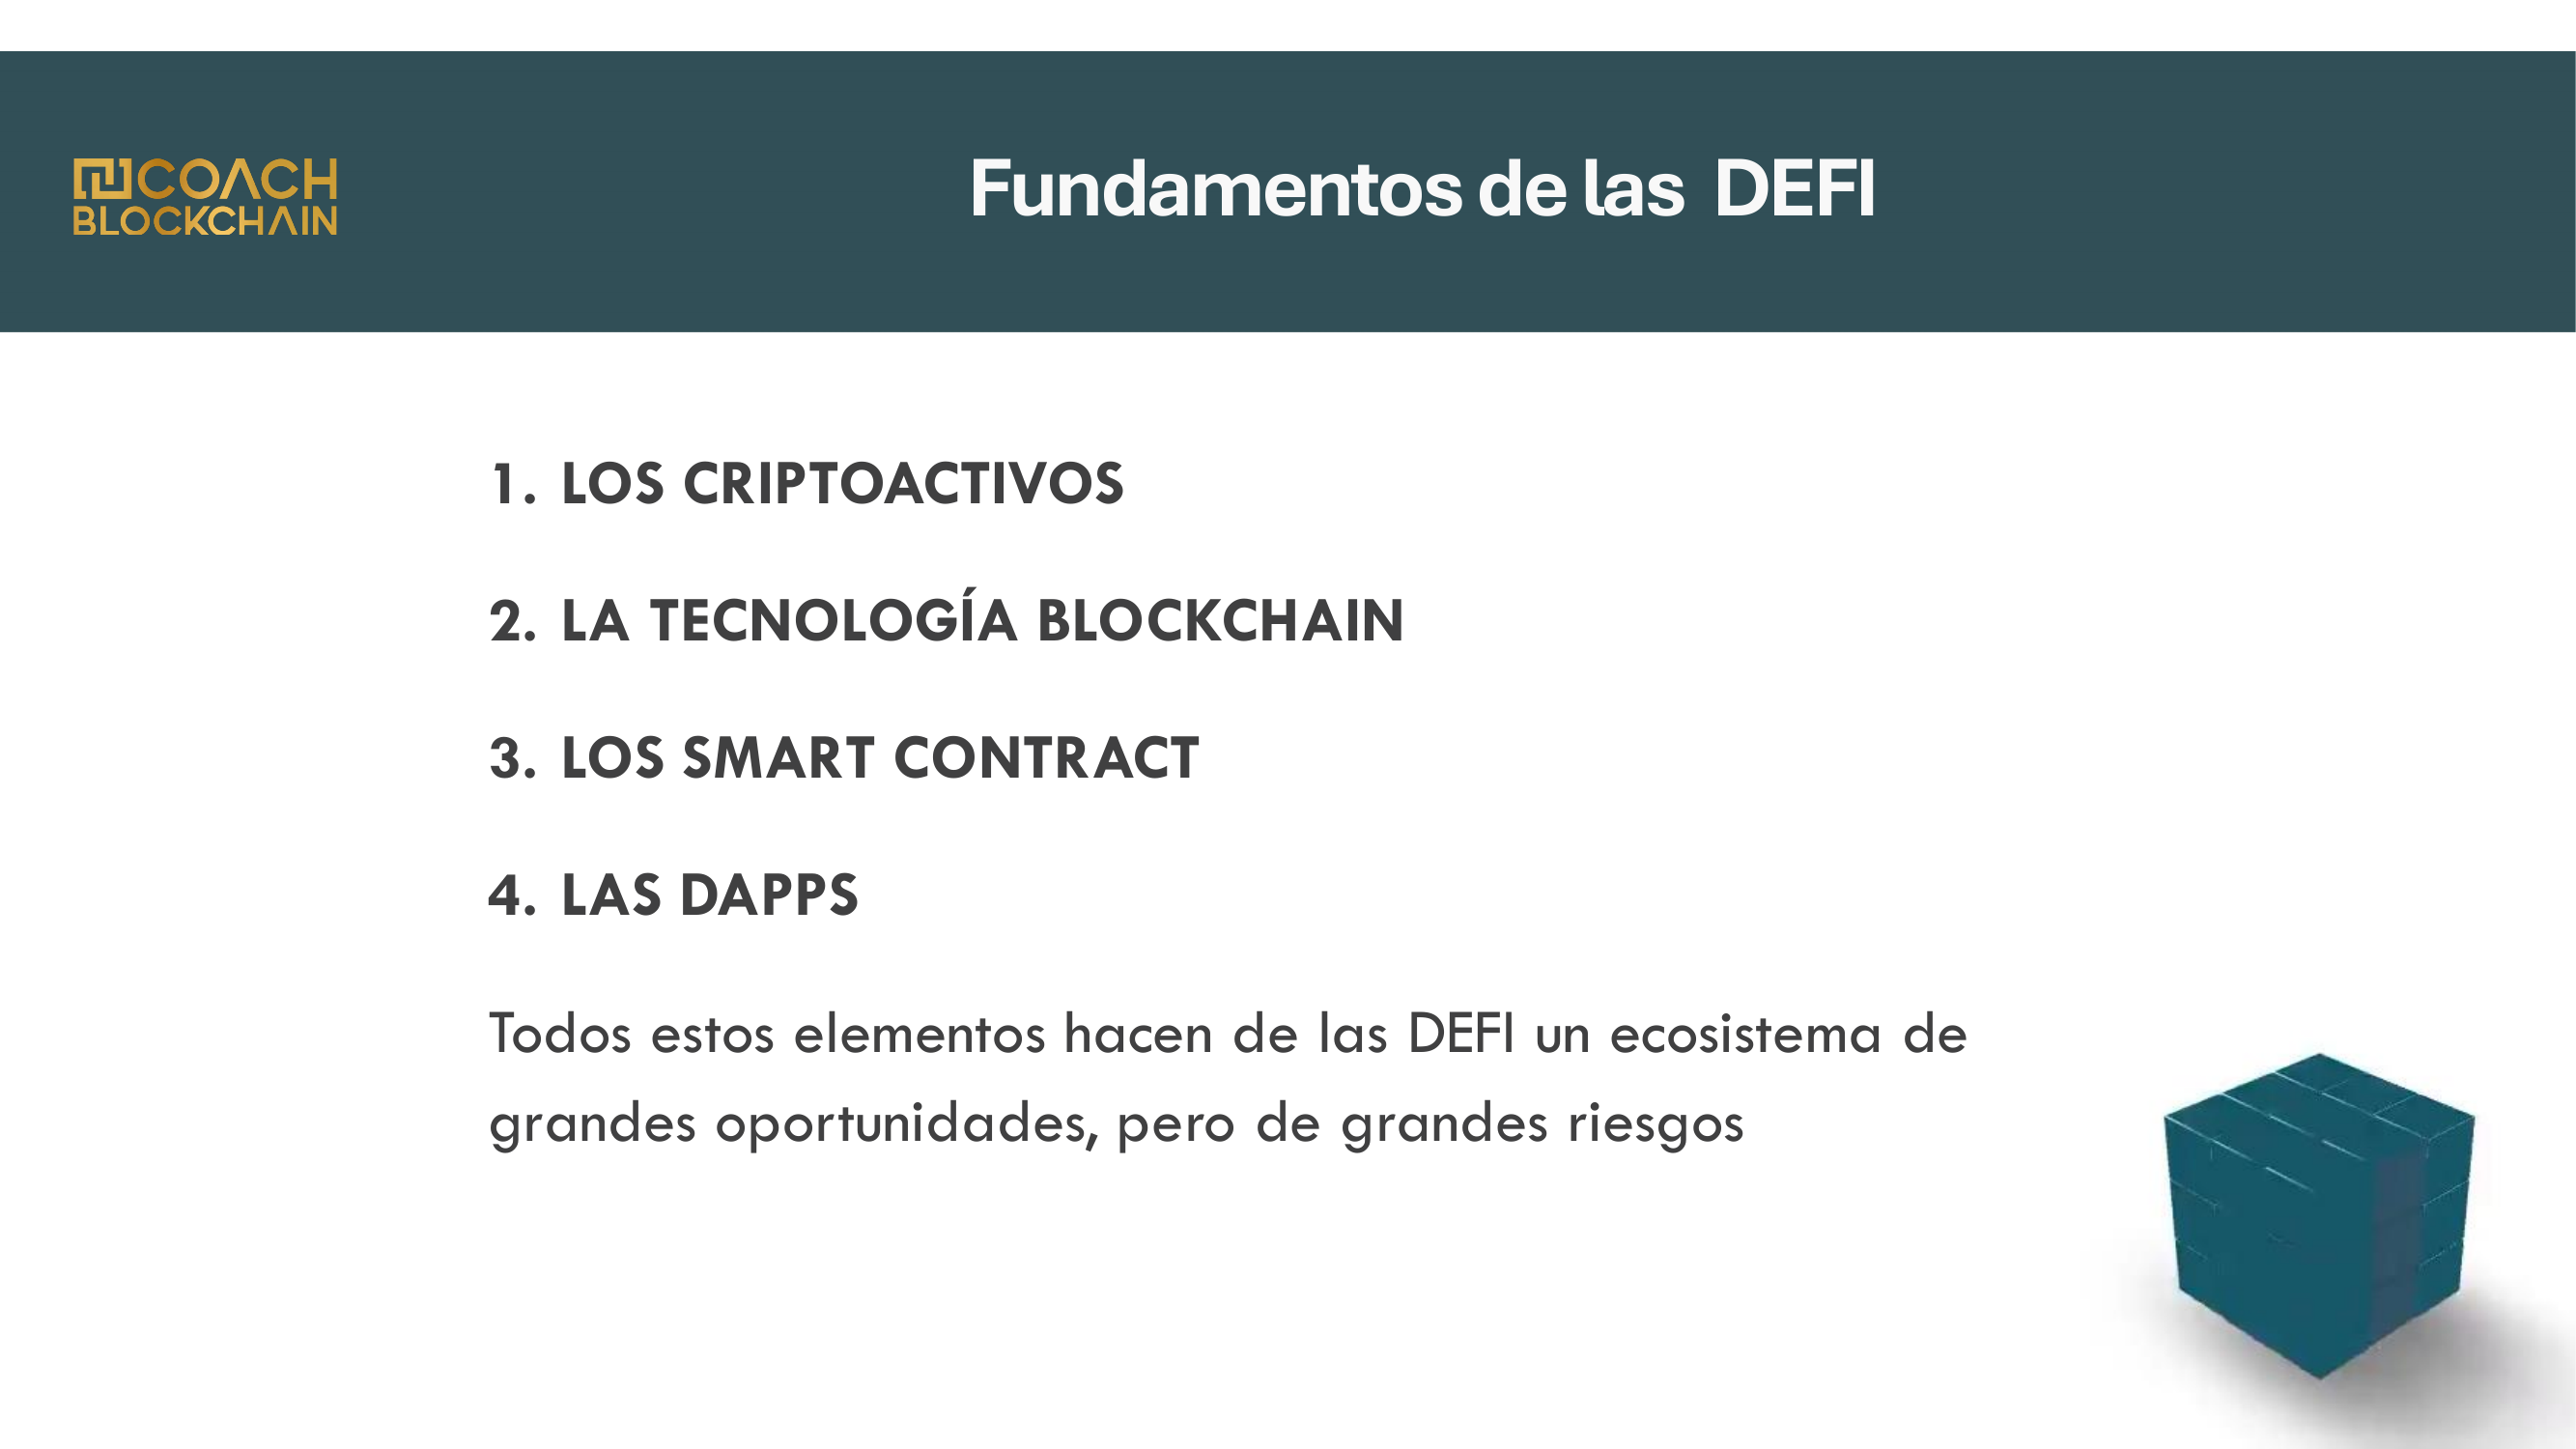 COACH
BLOCKCHAIN
Fundamentos de las DEFI
1. LOS CRIPTOACTIVOS
2. LA TECNOLOGÍA BLOCKCHAIN
3. LOS SMART CONTRACT
4. LAS DAPPS
Todos estos elementos hacen de las DEFI un ecosistema de
grandes oportunidades, pero de grandes riesgos